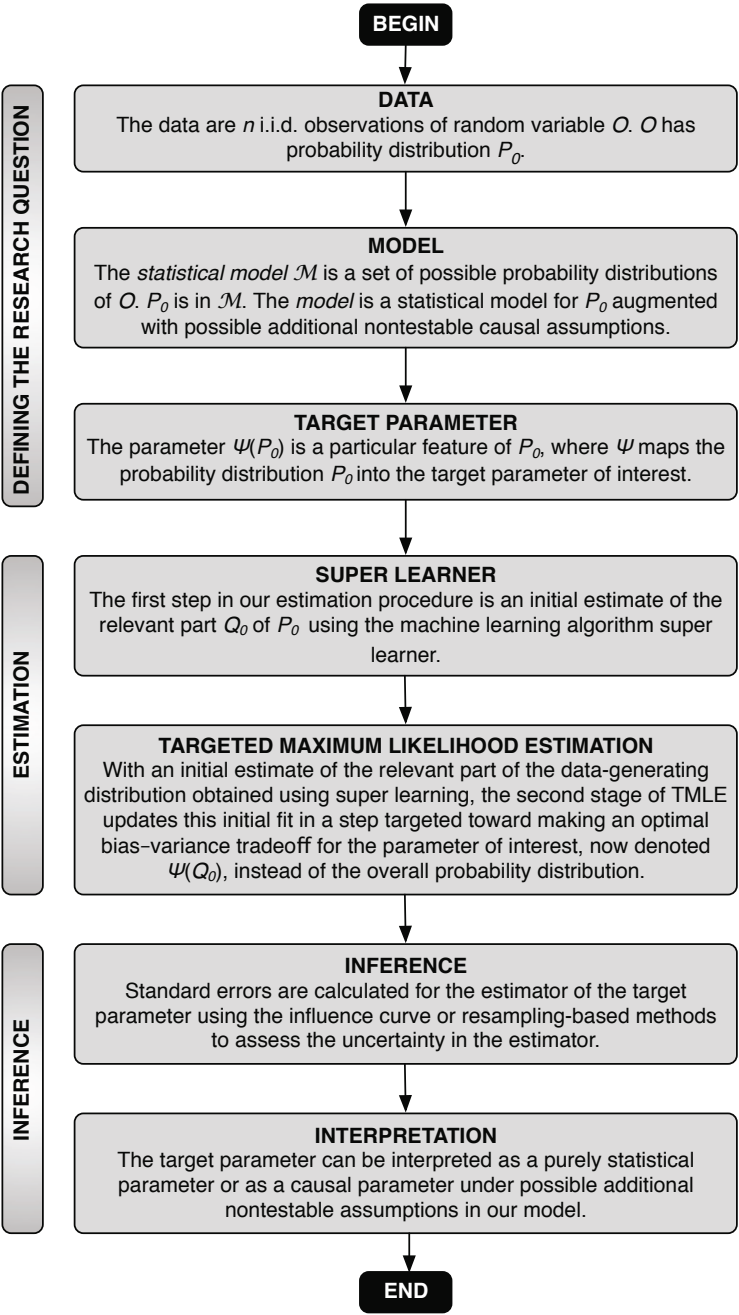 BEGIN
DEFINING THE RESEARCH QUESTION
DATA
The data are n i.i.d. observations of random variable O. O has
probability distribution P₀.
MODEL
The statistical model ℳ is a set of possible probability distributions
of O. P₀ is in ℳ. The model is a statistical model for P₀ augmented
with possible additional nontestable causal assumptions.
TARGET PARAMETER
The parameter Ψ(P₀) is a particular feature of P₀, where Ψ maps the
probability distribution P₀ into the target parameter of interest.
ESTIMATION
SUPER LEARNER
The first step in our estimation procedure is an initial estimate of the
relevant part Q₀ of P₀ using the machine learning algorithm super
learner.
TARGETED MAXIMUM LIKELIHOOD ESTIMATION
With an initial estimate of the relevant part of the data-generating
distribution obtained using super learning, the second stage of TMLE
updates this initial fit in a step targeted toward making an optimal
bias–variance tradeoff for the parameter of interest, now denoted
Ψ(Q₀), instead of the overall probability distribution.
INFERENCE
INFERENCE
Standard errors are calculated for the estimator of the target
parameter using the influence curve or resampling-based methods
to assess the uncertainty in the estimator.
INTERPRETATION
The target parameter can be interpreted as a purely statistical
parameter or as a causal parameter under possible additional
nontestable assumptions in our model.
END